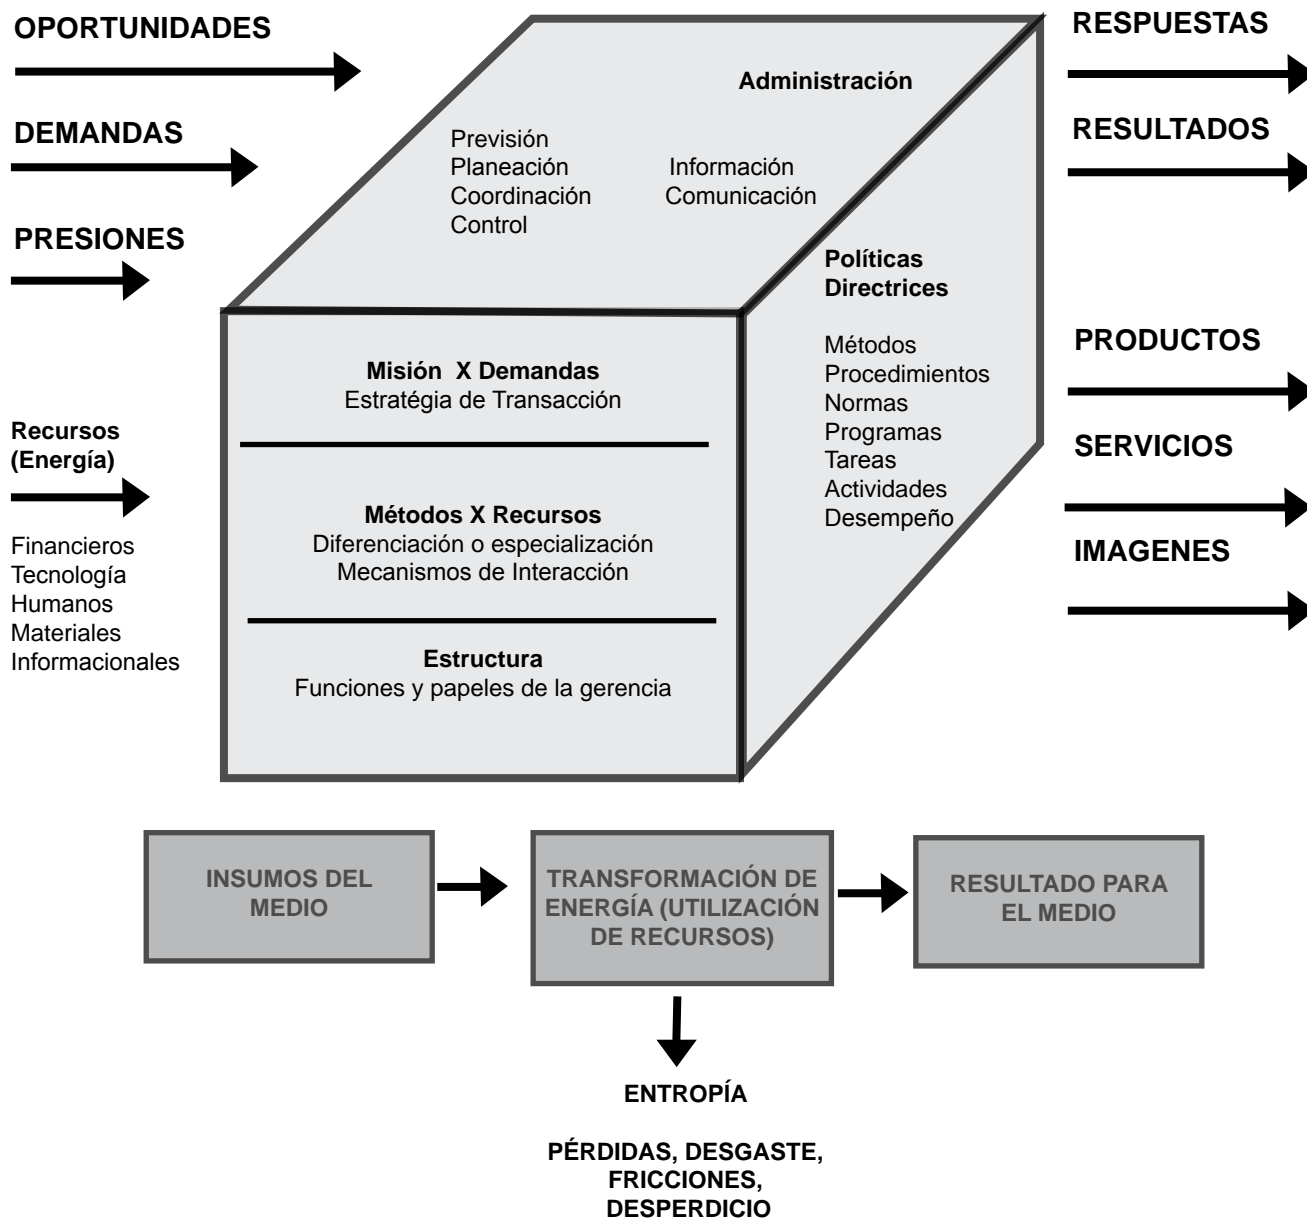 OPORTUNIDADES
DEMANDAS
PRESIONES
Recursos
(Energía)
Financieros
Tecnología
Humanos
Materiales
Informacionales
Administración
Previsión
Planeación
Coordinación
Control
Información
Comunicación
Misión X Demandas
Estratégia de Transacción
Métodos X Recursos
Diferenciación o especialización
Mecanismos de Interacción
Estructura
Funciones y papeles de la gerencia
Políticas
Directrices
Métodos
Procedimientos
Normas
Programas
Tareas
Actividades
Desempeño
RESPUESTAS
RESULTADOS
PRODUCTOS
SERVICIOS
IMAGENES
INSUMOS DEL
MEDIO
TRANSFORMACIÓN DE
ENERGÍA (UTILIZACIÓN
DE RECURSOS)
RESULTADO PARA
EL MEDIO
ENTROPÍA
PÉRDIDAS, DESGASTE,
FRICCIONES,
DESPERDICIO